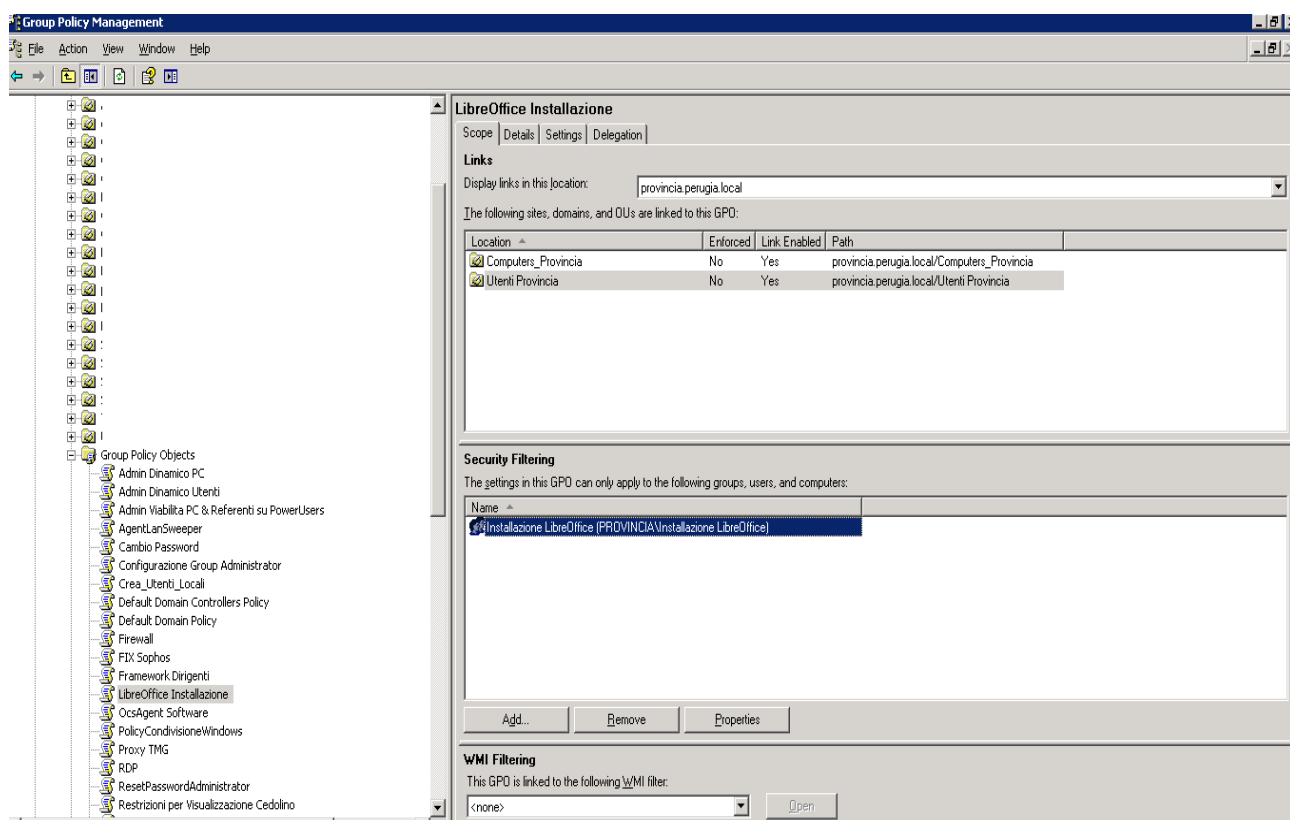 Group Policy Management
File Action View Window Help
LibreOffice Installazione
Scope Details Settings Delegation
Links
Display links in this location: provincia.perugia.local
The following sites, domains, and OUs are linked to this GPO:
Location Enforced Link Enabled Path
Computers_Provincia No Yes provincia.perugia.local/Computers_Provincia
Utenti Provincia No Yes provincia.perugia.local/Utenti Provincia
Security Filtering
The settings in this GPO can only apply to the following groups, users, and computers:
Name
Installazione LibreOffice (PROVINCIA\Installazione LibreOffice)
Add... Remove Properties
WMI Filtering
This GPO is linked to the following WMI filter:
<none> Open
Group Policy Objects
Admin Dinamico PC
Admin Dinamico Utenti
Admin Viabilita PC & Referenti su PowerUsers
AgentLanSweeper
Cambio Password
Configurazione Group Administrator
Crea_Utenti_Locali
Default Domain Controllers Policy
Default Domain Policy
Firewall
FIX Sophos
Framework Dirigenti
LibreOffice Installazione
OcsAgent Software
PolicyCondivisioneWindows
Proxy TMG
RDP
ResetPasswordAdministrator
Restrizioni per Visualizzazione Cedolino